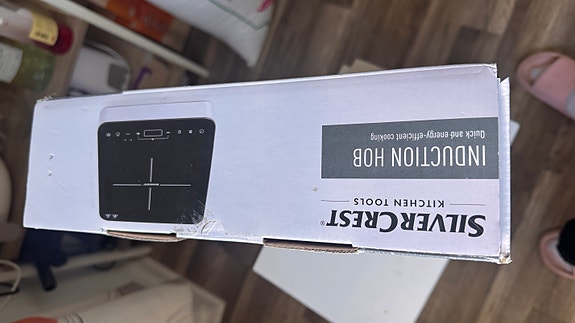 SILVERCREST®
KITCHEN TOOLS
INDUCTION HOB
Quick and energy-efficient cooking